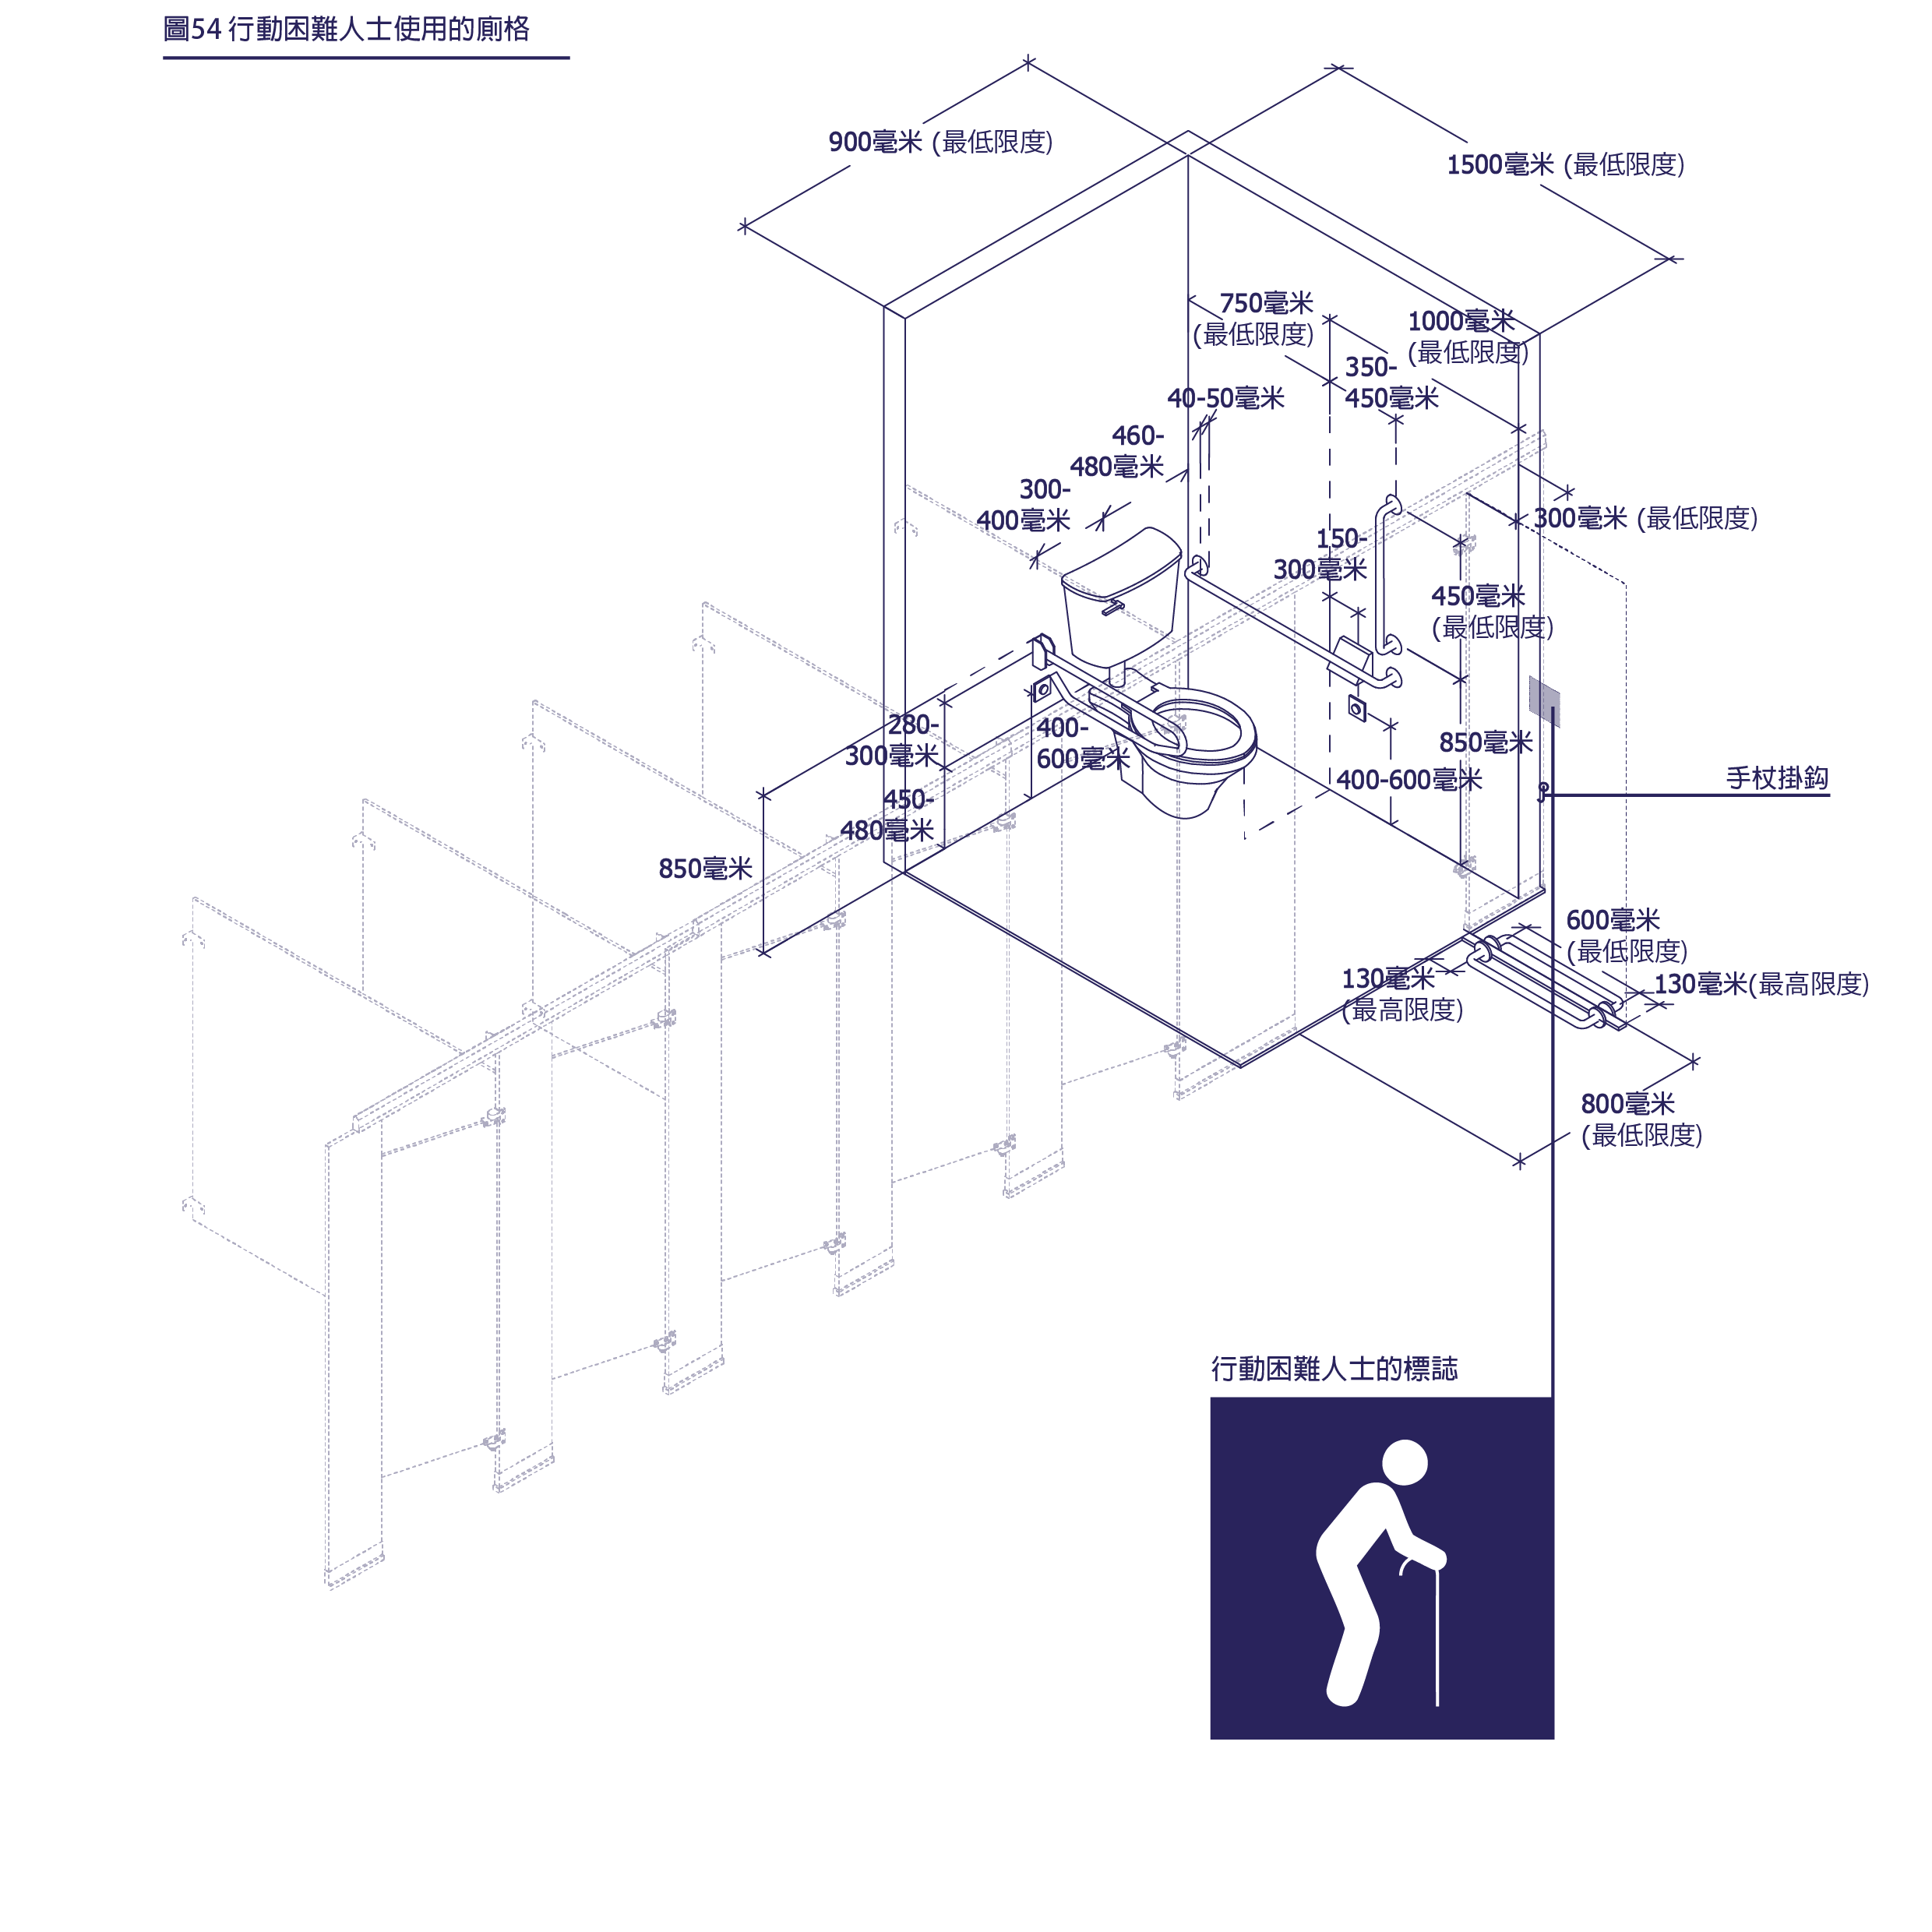 圖54 行動困難人士使用的廁格
900毫米 (最低限度)
1500毫米 (最低限度)
750毫米
(最低限度)
1000毫米
(最低限度)
350-
450毫米
40-50毫米
460-
480毫米
300-
400毫米
300毫米 (最低限度)
150-
300毫米
450毫米
(最低限度)
280-
300毫米
400-
600毫米
850毫米
400-600毫米
手杖掛鈎
450-
480毫米
850毫米
600毫米
(最低限度)
130毫米
(最高限度)
130毫米(最高限度)
800毫米
(最低限度)
行動困難人士的標誌